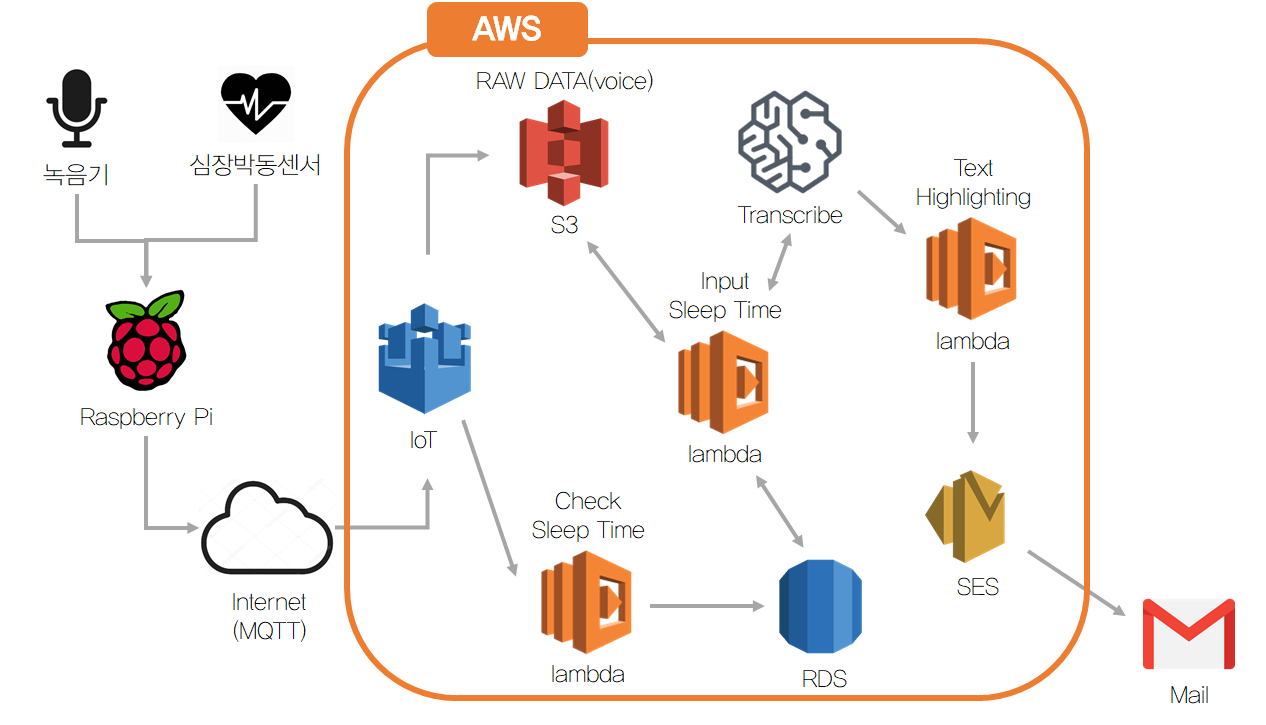 AWS
RAW DATA(voice)
녹음기
심장박동센서
S3
Transcribe
Text
Highlighting
Input
Sleep Time
lambda
Raspberry Pi
IoT
lambda
Check
Sleep Time
SES
Internet
(MQTT)
lambda
RDS
Mail